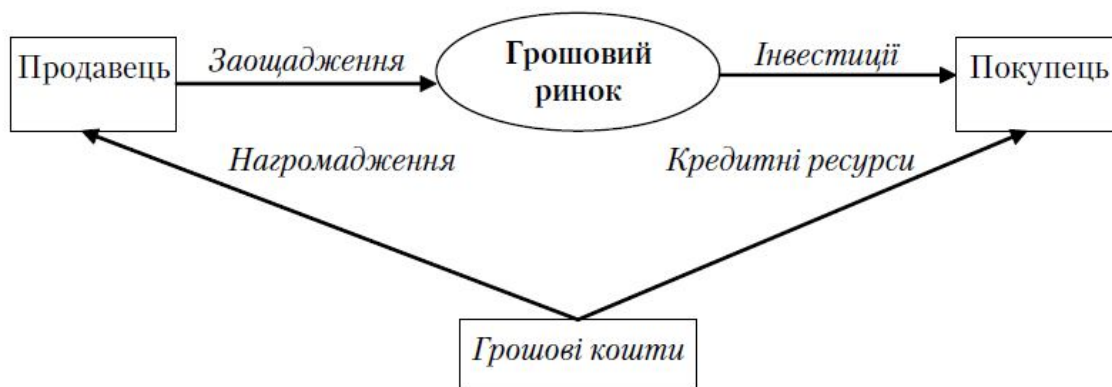 Продавець
Заощадження
Грошовий
ринок
Інвестиції
Покупець
Нагромадження
Кредитні ресурси
Грошові кошти